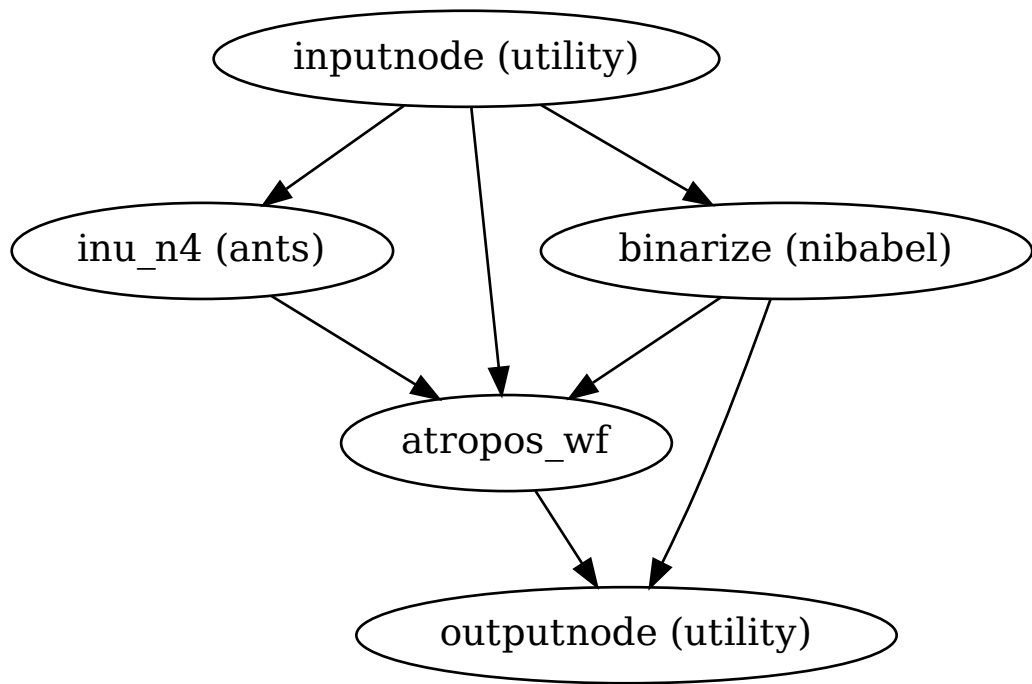 inputnode (utility)
inu_n4 (ants)
binarize (nibabel)
atropos_wf
outputnode (utility)